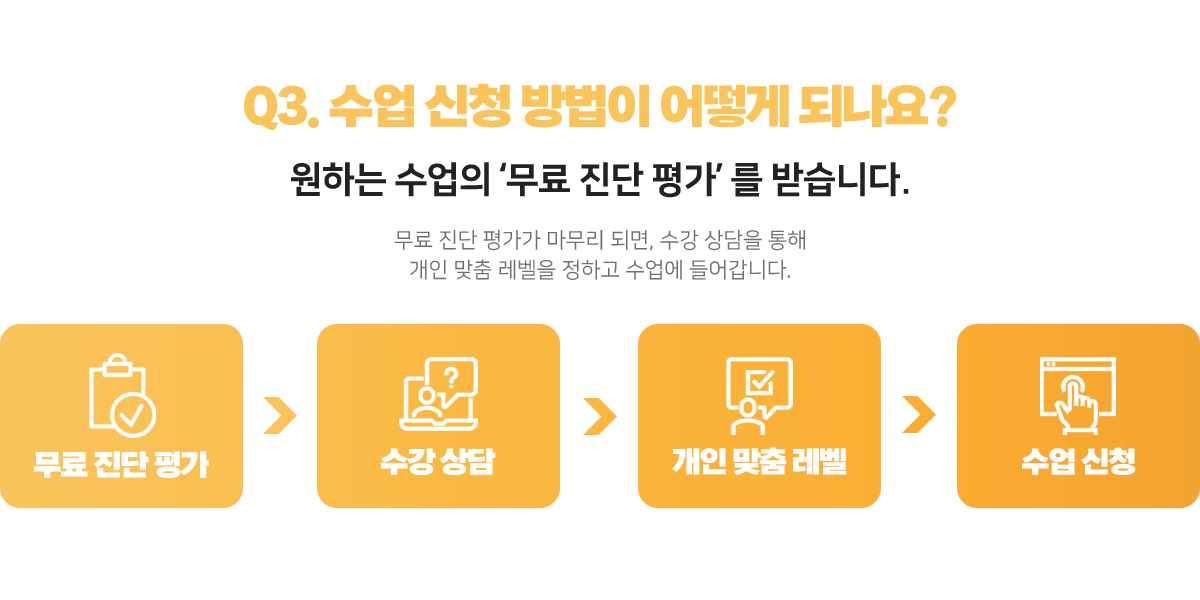 Q3. 수업 신청 방법이 어떻게 되나요?
원하는 수업의 ‘무료 진단 평가’ 를 받습니다.
무료 진단 평가가 마무리 되면, 수강 상담을 통해
개인 맞춤 레벨을 정하고 수업에 들어갑니다.
?
무료 진단 평가
수강 상담
개인 맞춤 레벨
수업 신청